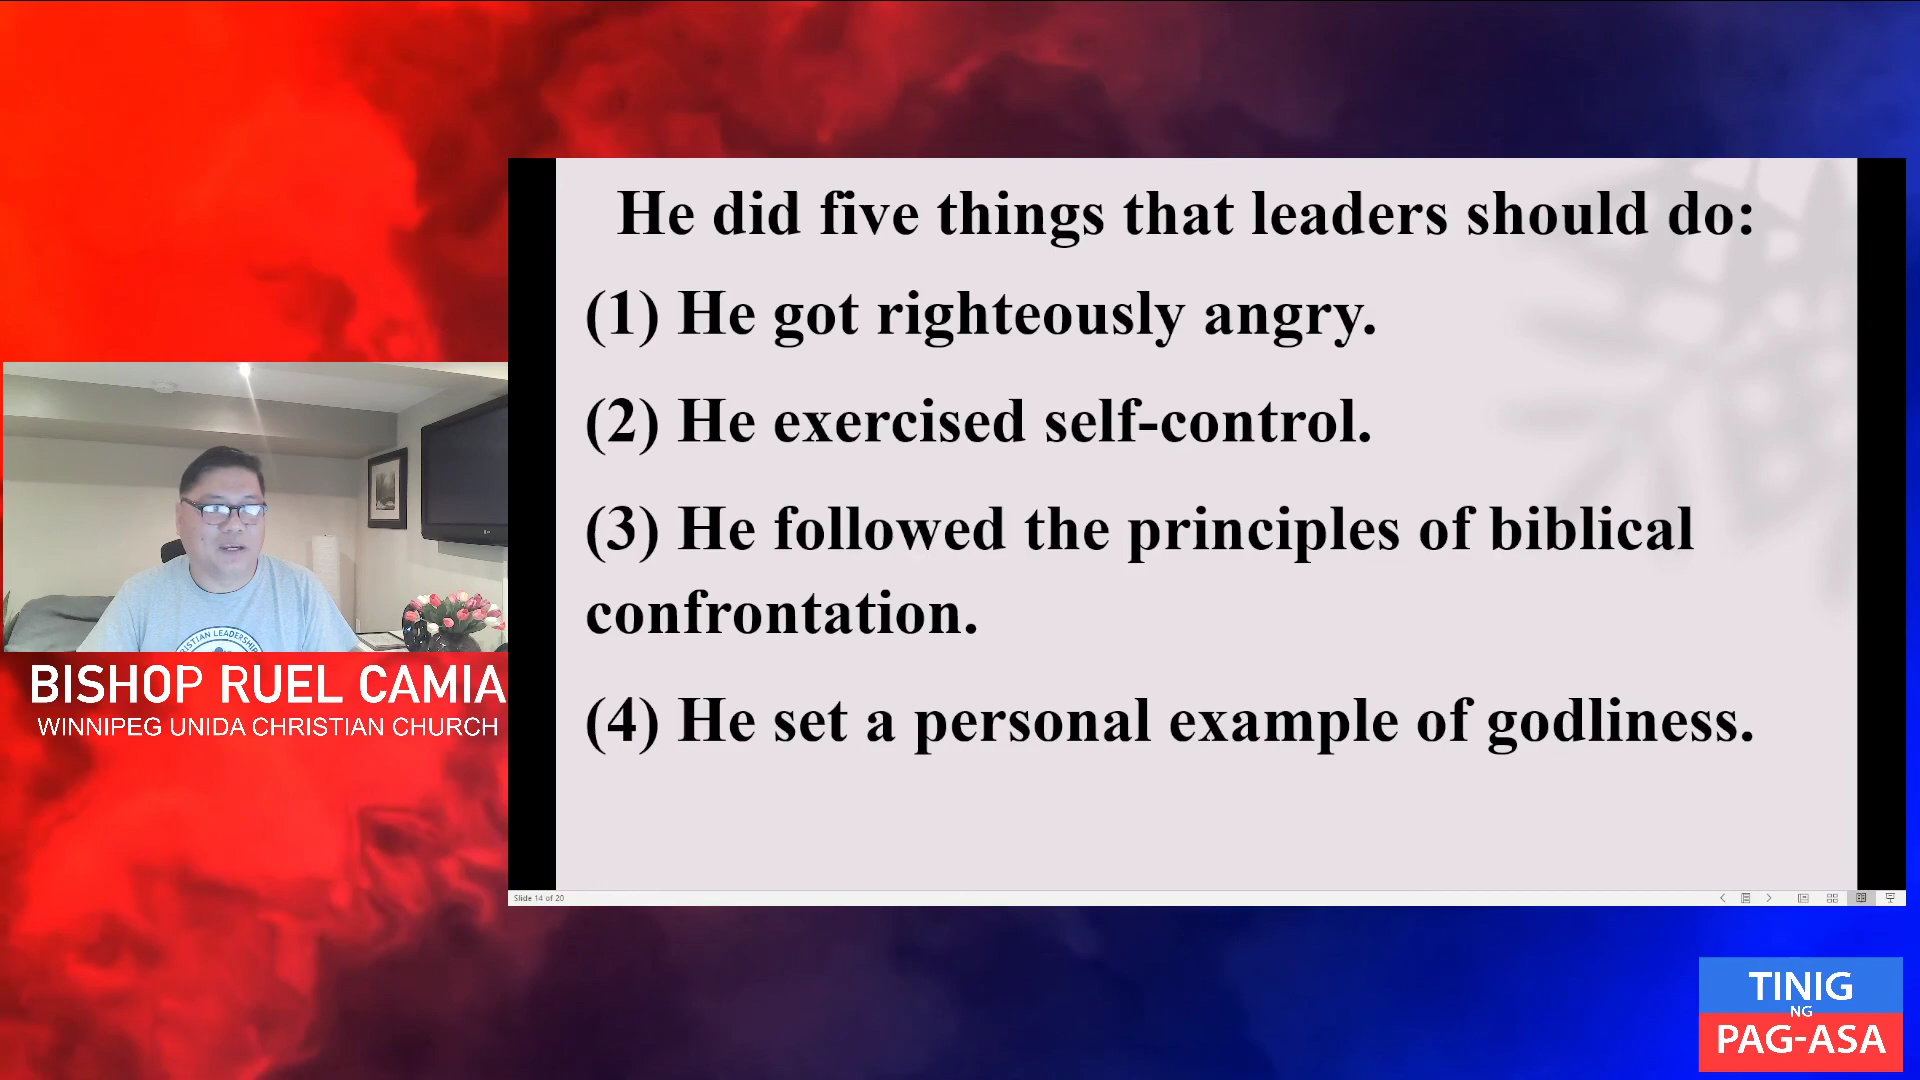 He did five things that leaders should do:
(1) He got righteously angry.
(2) He exercised self-control.
(3) He followed the principles of biblical
confrontation.
(4) He set a personal example of godliness.
Slide 14 of 20
BISHOP RUEL CAMIA
WINNIPEG UNIDA CHRISTIAN CHURCH
TINIG
NG
PAG-ASA